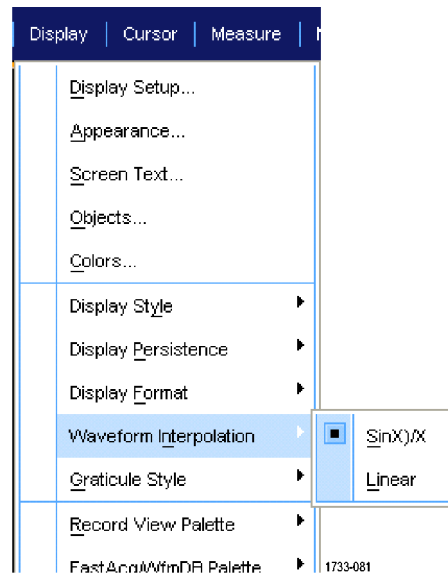 Display Cursor Measure
Display Setup...
Appearance...
Screen Text...
Objects...
Colors...
Display Style
Display Persistence
Display Format
Waveform Interpolation
SinX)/X
Graticule Style
Linear
Record View Palette
FastAcq/WfmDB Palette
1733-081